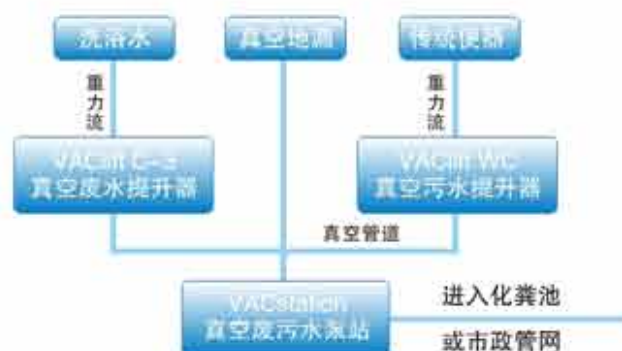 洗浴水
真空地漏
传统便器
重力流
重力流
VAClift
真空废水提升器
VAClift WC
真空污水提升器
真空管道
VACstation
真空废污水泵站
进入化粪池
或市政管网